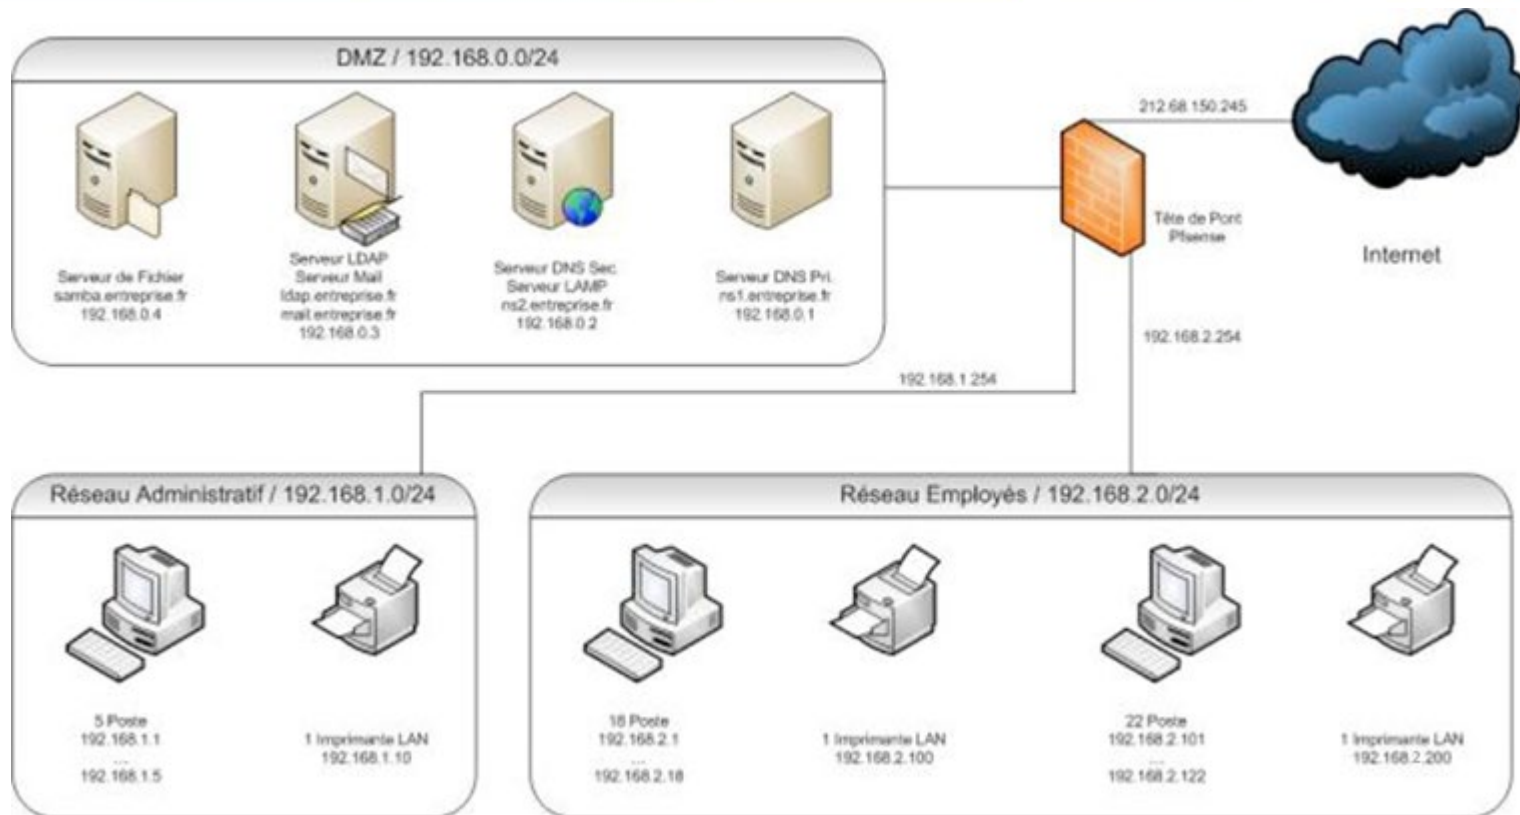 DMZ / 192.168.0.0/24
Serveur de Fichier
samba.entreprise.fr
192.168.0.4
Serveur LDAP
Serveur Mail
ldap.entreprise.fr
mail.entreprise.fr
192.168.0.3
Serveur DNS Sec.
Serveur LAMP
ns2.entreprise.fr
192.168.0.2
Serveur DNS Pri.
ns1.entreprise.fr
192.168.0.1
212.68.150.245
Tête de Pont
Pfsense
Internet
192.168.2.254
192.168.1.254
Réseau Administratif / 192.168.1.0/24
5 Poste
192.168.1.1
...
192.168.1.5
1 Imprimante LAN
192.168.1.10
Réseau Employés / 192.168.2.0/24
18 Poste
192.168.2.1
...
192.168.2.18
1 Imprimante LAN
192.168.2.100
22 Poste
192.168.2.101
...
192.168.2.122
1 Imprimante LAN
192.168.2.200